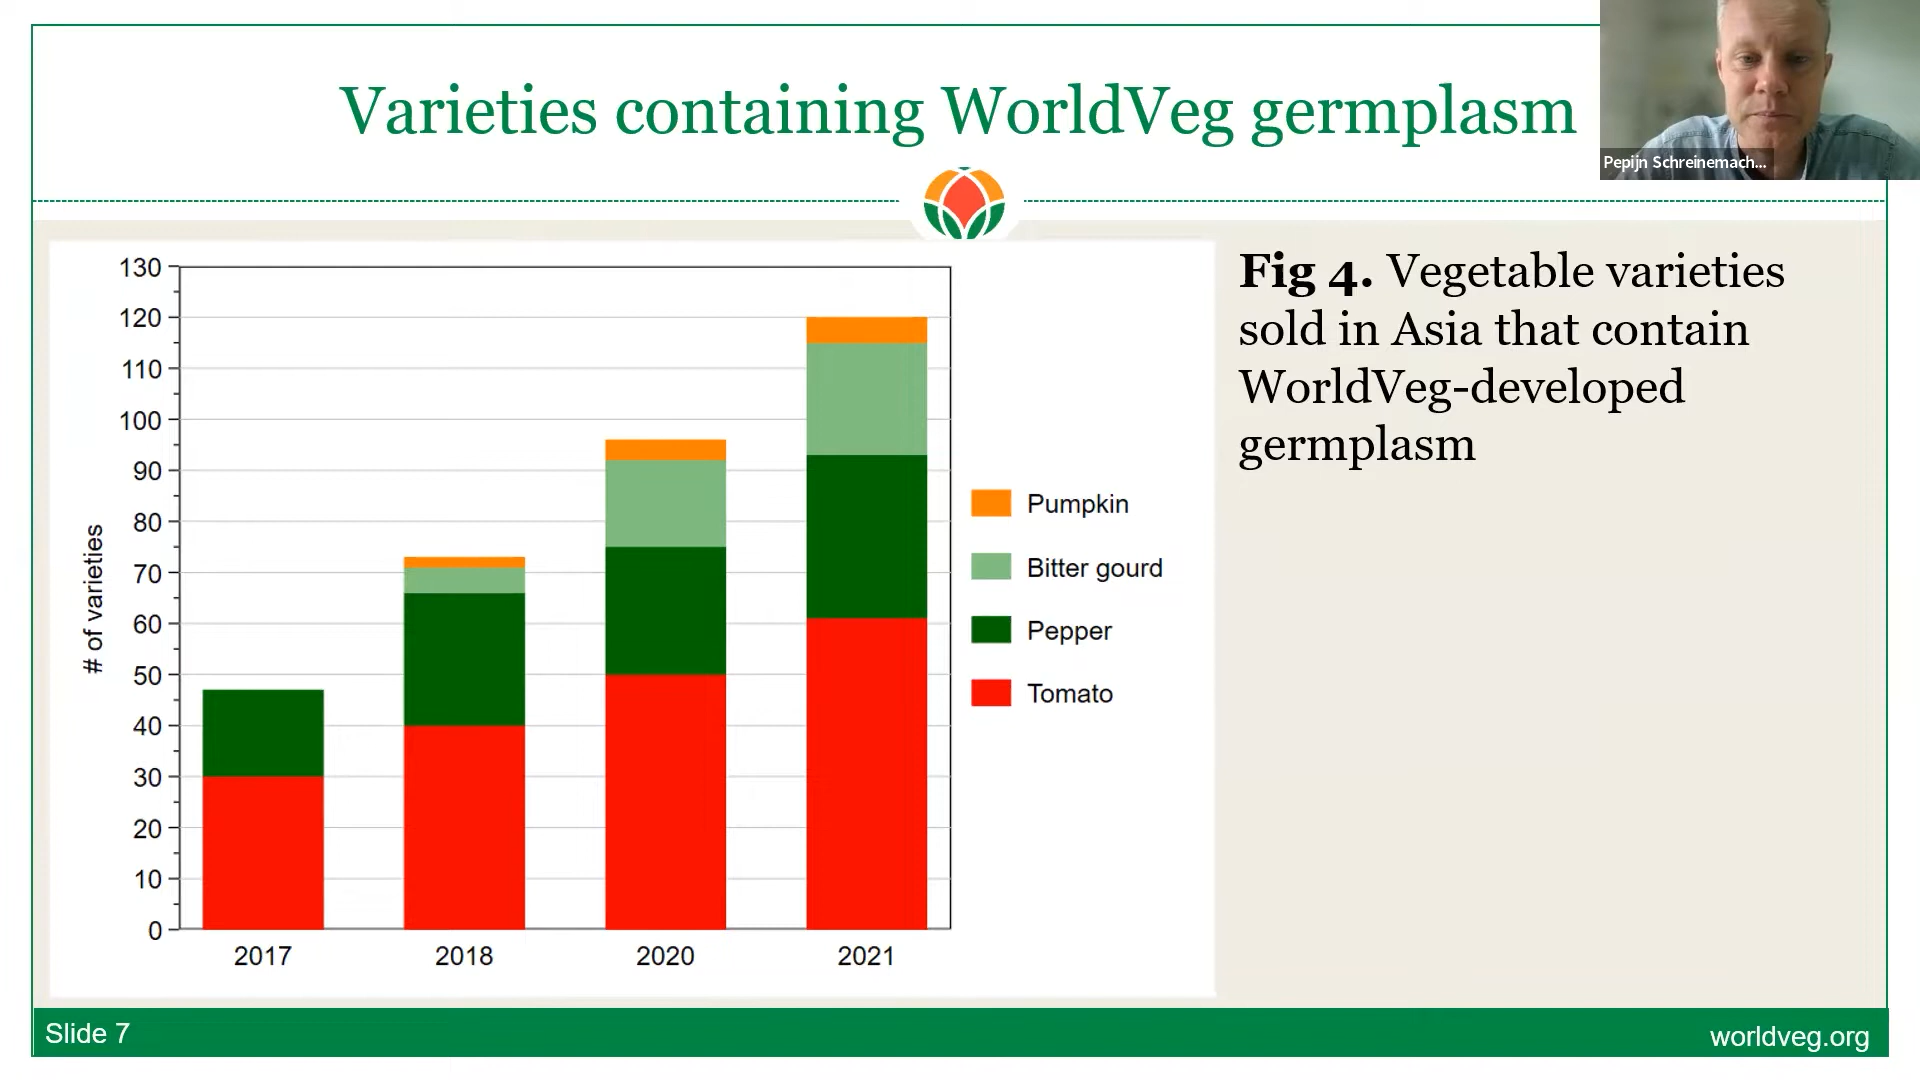 Varieties containing WorldVeg germplasm
Pepijn Schreinemach...
130
120
110
100
90
80
70
60
50
40
30
20
10
0
# of varieties
2017
2018
2020
2021
Pumpkin
Bitter gourd
Pepper
Tomato
Fig 4. Vegetable varieties
sold in Asia that contain
WorldVeg-developed
germplasm
Slide 7
worldveg.org